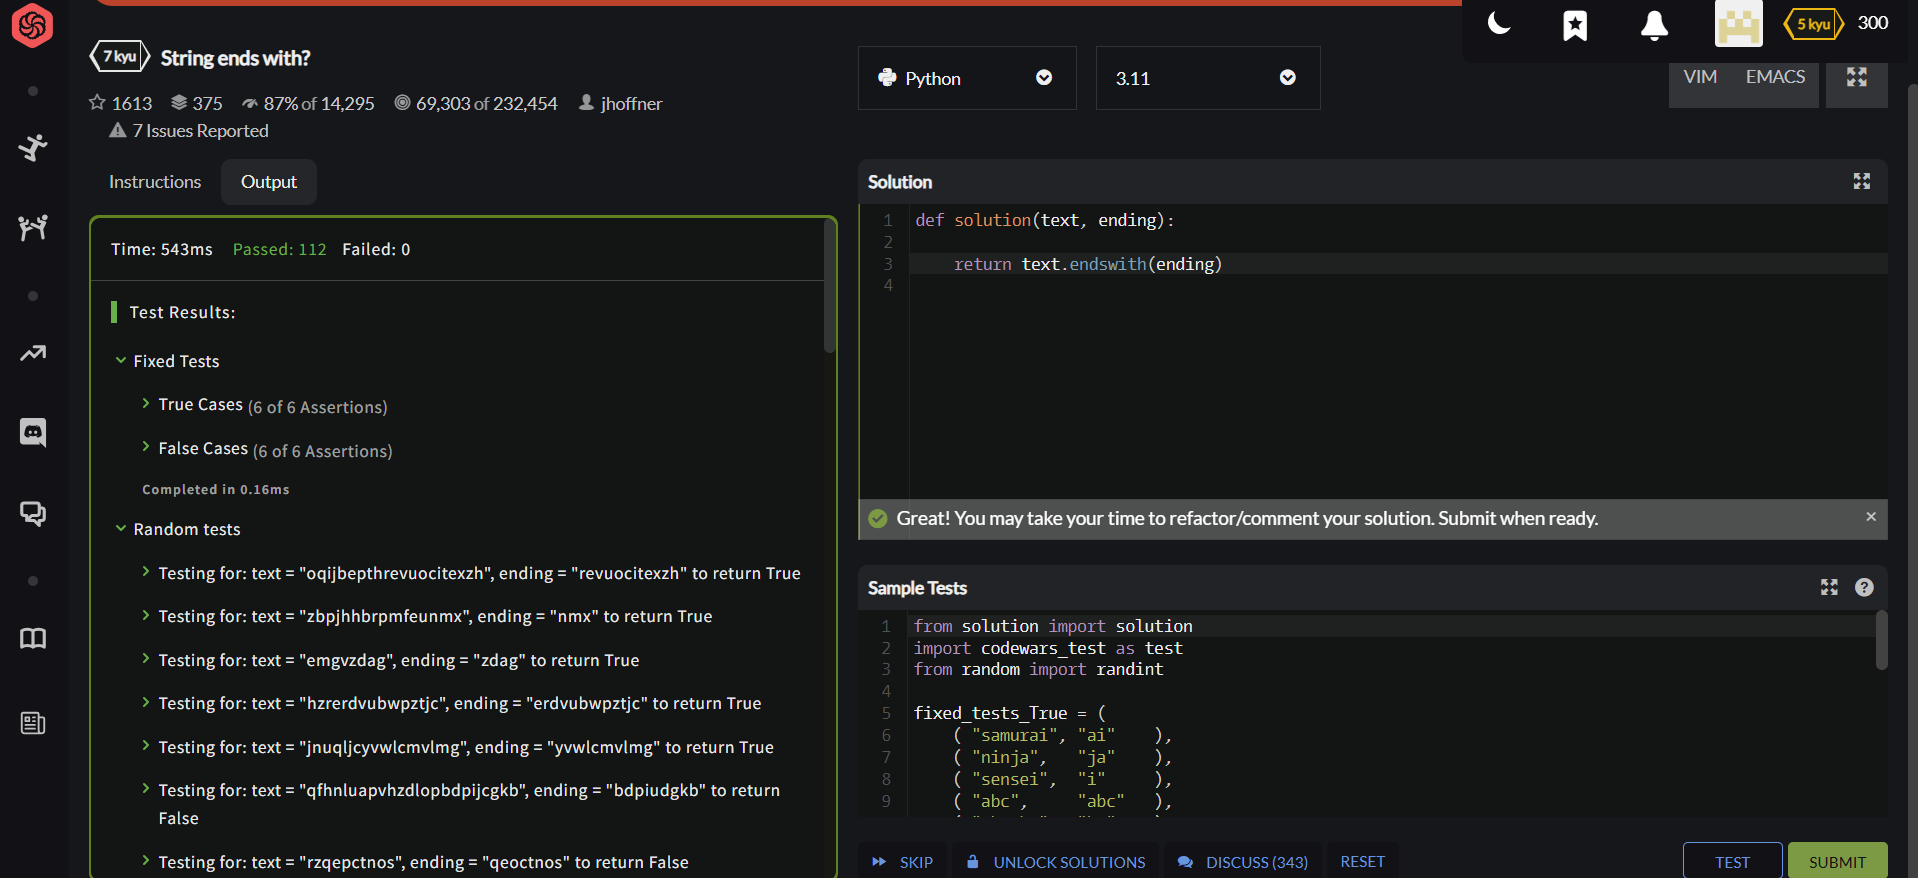 7 kyu String ends with?
1613 375 87% of 14,295 69,303 of 232,454 jhoffner
7 Issues Reported
Instructions Output
Time: 543ms Passed: 112 Failed: 0
Test Results:
Fixed Tests
True Cases (6 of 6 Assertions)
False Cases (6 of 6 Assertions)
Completed in 0.16ms
Random tests
Testing for: text = "oqijbepthrevuocitexzh", ending = "revuocitexzh" to return True
Testing for: text = "zbpjhhbrpmfeunmx", ending = "nmx" to return True
Testing for: text = "emgvzdag", ending = "zdag" to return True
Testing for: text = "hzrerdvubwpztjc", ending = "erdvubwpztjc" to return True
Testing for: text = "jnuqljcyvwlcmvlmg", ending = "yvwlcmvlmg" to return True
Testing for: text = "qfhnluapvhzdlopbdpijcgkb", ending = "bdpiudgkb" to return
False
Testing for: text = "rzqepctnos", ending = "qeoctnos" to return False
5 kyu 300
Python 3.11 VIM EMACS
Solution
1 def solution(text, ending):
2
3     return text.endswith(ending)
4
Great! You may take your time to refactor/comment your solution. Submit when ready.
Sample Tests
1 from solution import solution
2 import codewars_test as test
3 from random import randint
4
5 fixed_tests_True = (
6     ( "samurai", "ai"    ),
7     ( "ninja",   "ja"    ),
8     ( "sensei",  "i"     ),
9     ( "abc",     "abc"   ),
SKIP UNLOCK SOLUTIONS DISCUSS (343) RESET TEST SUBMIT